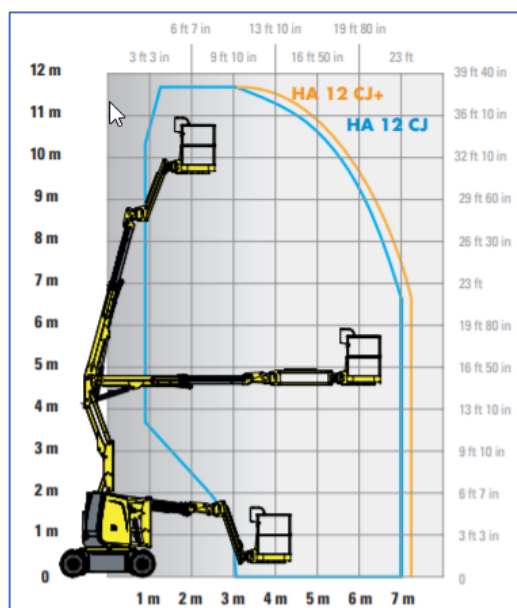 6 ft 7 in 13 ft 10 in 19 ft 80 in
3 ft 3 in 9 ft 10 in 16 ft 50 in 23 ft
12 m 39 ft 40 in
HA 12 CJ+
11 m 36 ft 10 in
HA 12 CJ
10 m 32 ft 10 in
9 m 29 ft 60 in
8 m 26 ft 30 in
7 m 23 ft
6 m 19 ft 80 in
5 m 16 ft 50 in
4 m 13 ft 10 in
3 m 9 ft 10 in
2 m 6 ft 7 in
1 m 3 ft 3 in
0 0
1 m 2 m 3 m 4 m 5 m 6 m 7 m